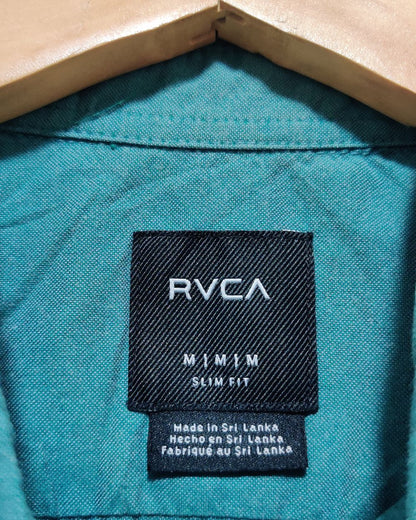 RVCA
M|M|M
SLIM FIT
Made in Sri Lanka
Hecho en Sri Lanka
Fabriqué au Sri Lanka